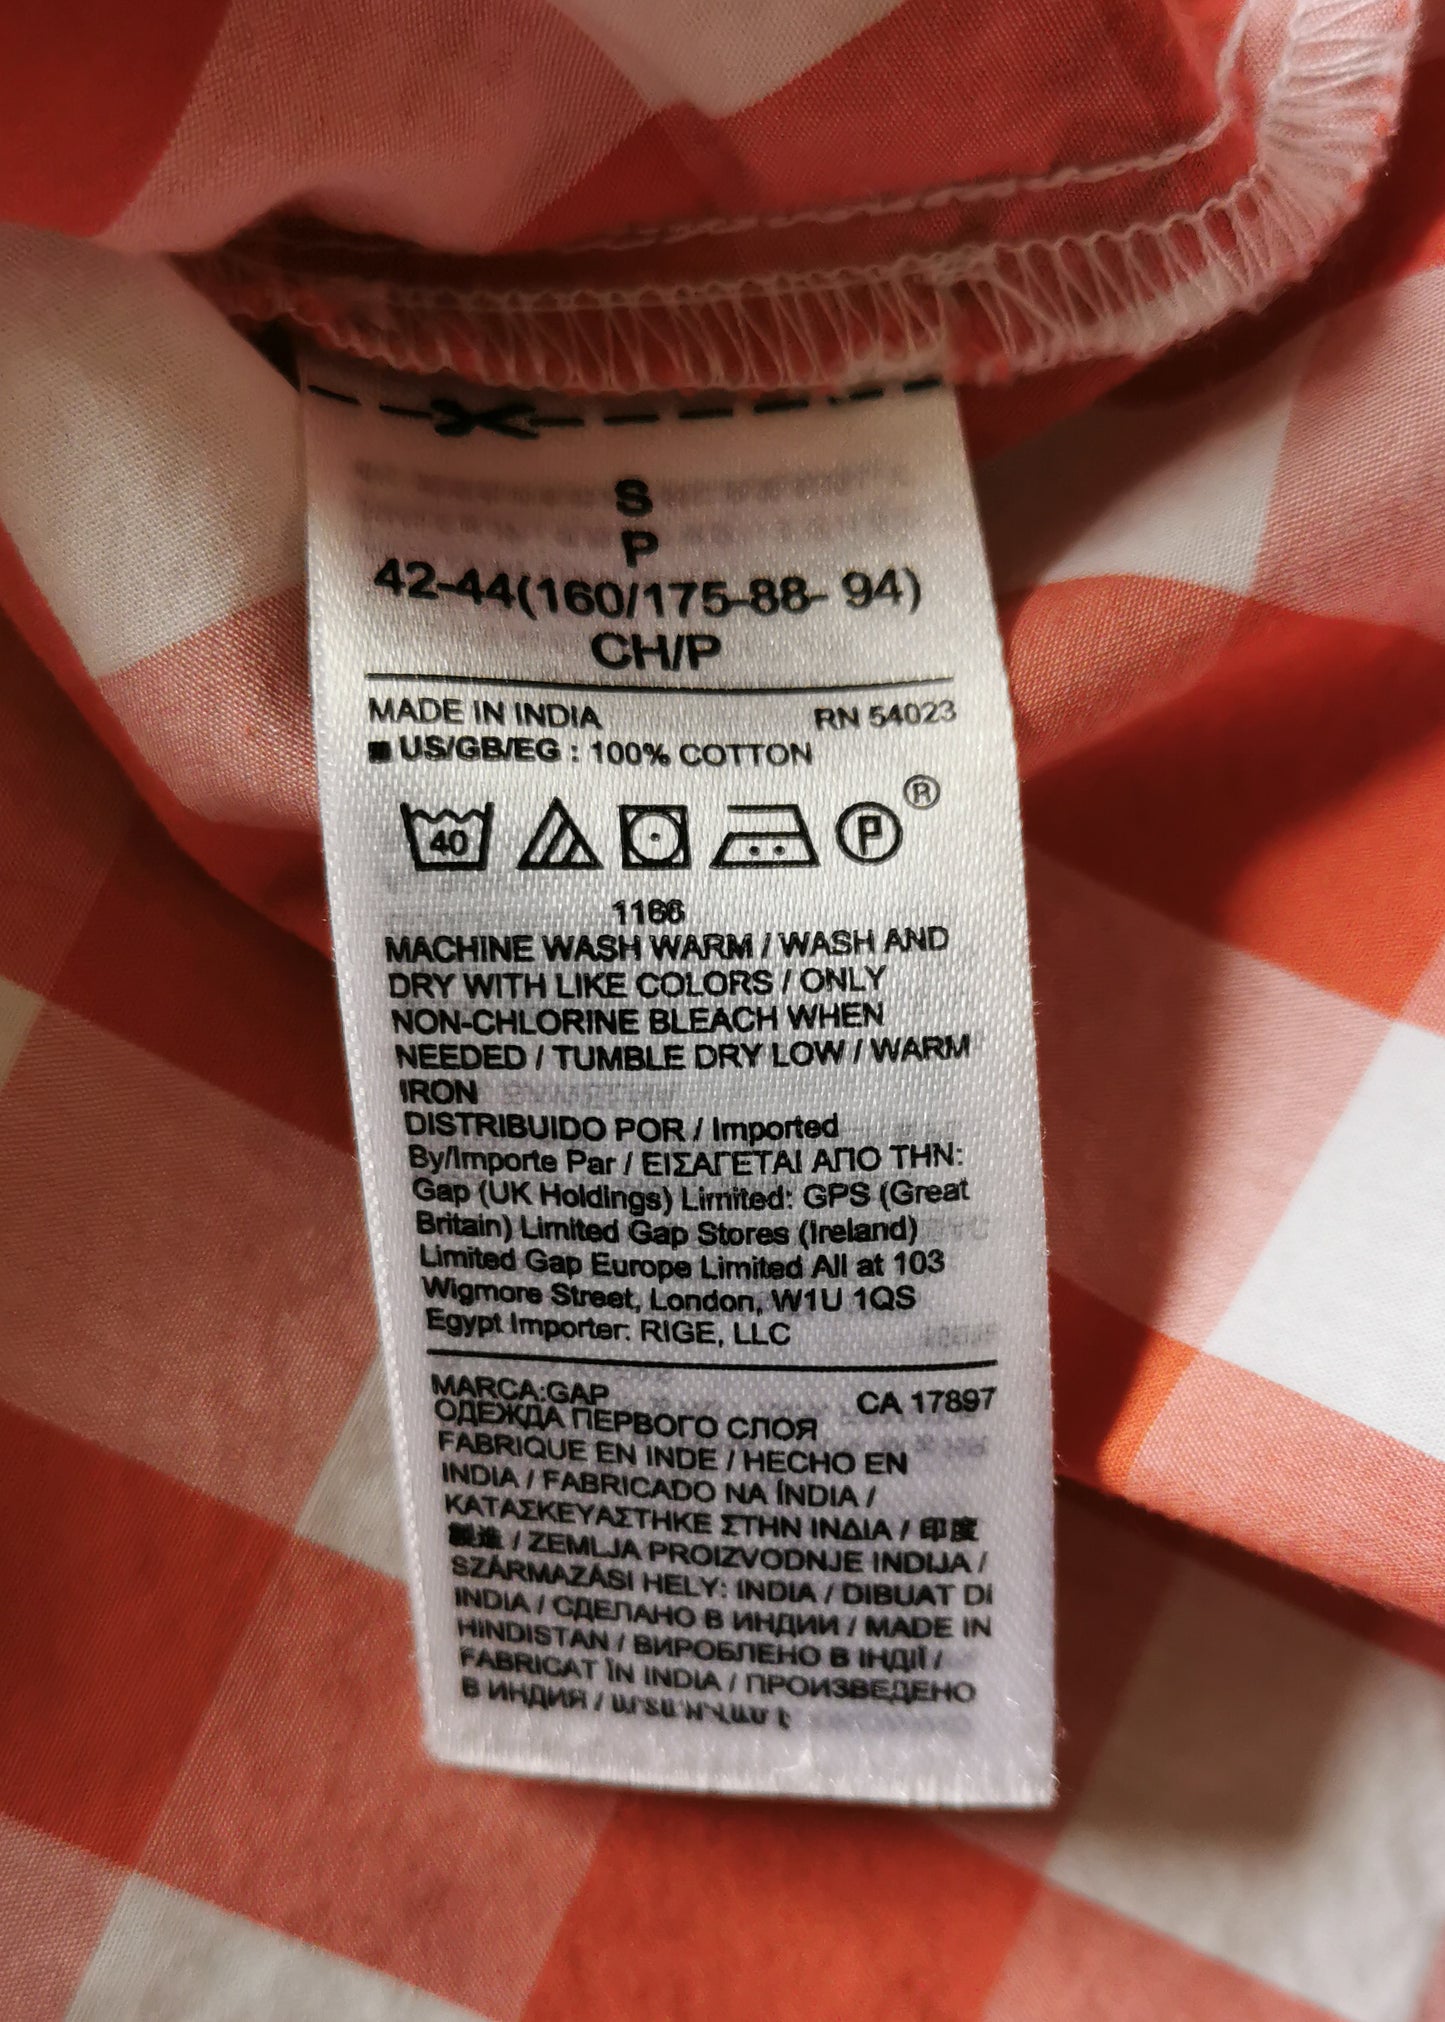 S
P
42-44(160/175-88- 94)
CH/P
MADE IN INDIA RN 54023
US/GB/EG : 100% COTTON
40 P ®
1166
MACHINE WASH WARM / WASH AND
DRY WITH LIKE COLORS / ONLY
NON-CHLORINE BLEACH WHEN
NEEDED / TUMBLE DRY LOW / WARM
IRON
DISTRIBUIDO POR / Imported
By/Importe Par / ΕΙΣΑΓΕΤΑΙ ΑΠΟ ΤΗΝ:
Gap (UK Holdings) Limited: GPS (Great
Britain) Limited Gap Stores (Ireland)
Limited Gap Europe Limited All at 103
Wigmore Street, London, W1U 1QS
Egypt Importer: RIGE, LLC
MARCA:GAP CA 17897
ОДЕЖДА ПЕРВОГО СЛОЯ
FABRIQUE EN INDE / HECHO EN
INDIA / FABRICADO NA ÍNDIA /
ΚΑΤΑΣΚΕΥΑΣΤΗΚΕ ΣΤΗΝ ΙΝΔΙΑ / 印度
製造 / ZEMLJA PROIZVODNJE INDIJA /
SZÁRMAZÁSI HELY: INDIA / DIBUAT DI
INDIA / СДЕЛАНО В ИНДИИ / MADE IN
HINDISTAN / ВИРОБЛЕНО В ІНДІЇ /
FABRICAT ÎN INDIA / ПРОИЗВЕДЕНО
В ИНДИЯ /